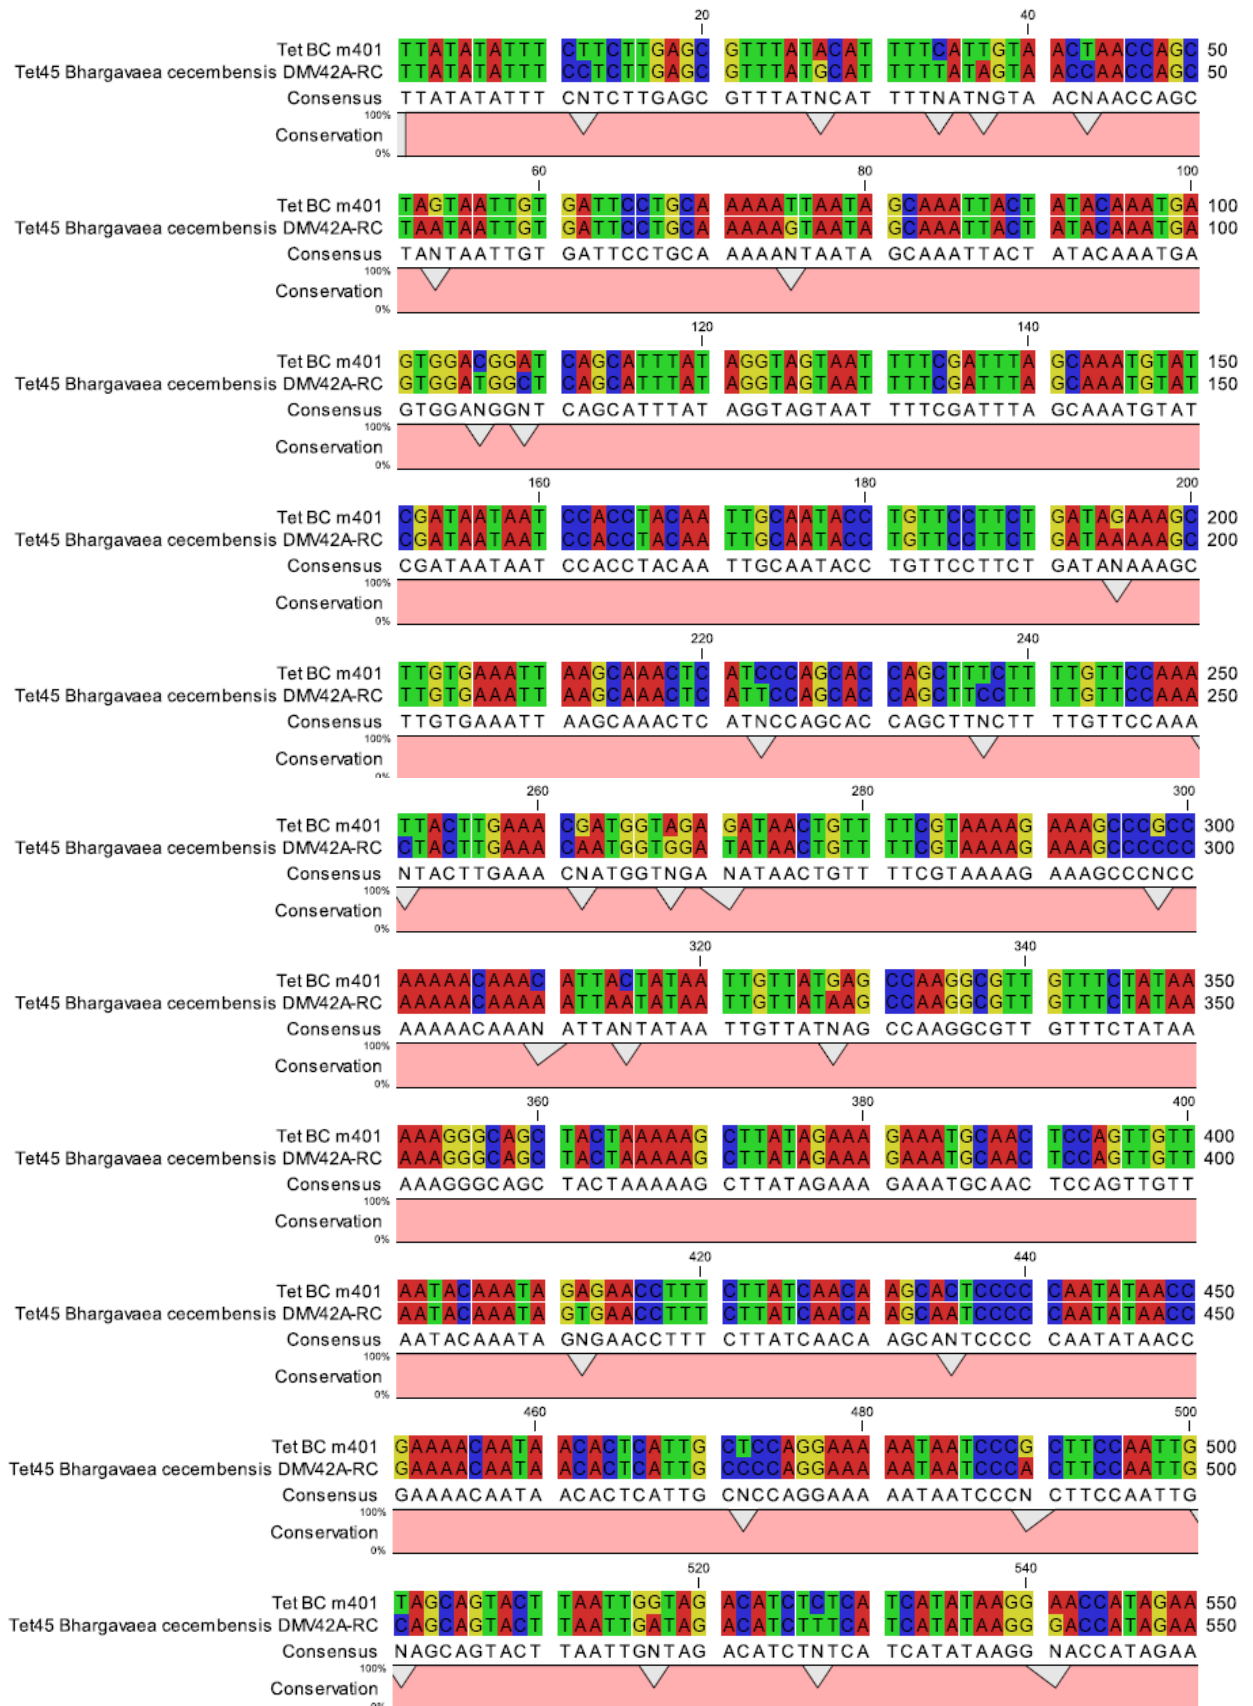 20 40
Tet BC m401 TTATATATTT CTTCTTGAGC GTTTATACAT TTTCATTGTA ACTAACCAGC 50
Tet45 Bhargavaea cecembensis DMV42A-RC TTATATATTT CCTCTTGAGC GTTTATGCAT TTTTATAGTA ACCAACCAGC 50
Consensus TTATATATTT CNTCTTGAGC GTTTATNCAT TTTNATNGTA ACNAACCAGC
100%
Conservation
0%
60 80 100
Tet BC m401 TAGTAATTGT GATTCCTGCA AAAATTAATA GCAAATTACT ATACAAATGA 100
Tet45 Bhargavaea cecembensis DMV42A-RC TAATAATTGT GATTCCTGCA AAAAGTAATA GCAAATTACT ATACAAATGA 100
Consensus TANTAATTGT GATTCCTGCA AAAANTAATA GCAAATTACT ATACAAATGA
100%
Conservation
0%
120 140
Tet BC m401 GTGGACGGAT CAGCATTTAT AGGTAGTAAT TTTCGATTTA GCAAATGTAT 150
Tet45 Bhargavaea cecembensis DMV42A-RC GTGGATGGCT CAGCATTTAT AGGTAGTAAT TTTCGATTTA GCAAATGTAT 150
Consensus GTGGANGGNT CAGCATTTAT AGGTAGTAAT TTTCGATTTA GCAAATGTAT
100%
Conservation
0%
160 180 200
Tet BC m401 CGATAATAAT CCACCTACAA TTGCAATACC TGTTCCTTCT GATAGAAAGC 200
Tet45 Bhargavaea cecembensis DMV42A-RC CGATAATAAT CCACCTACAA TTGCAATACC TGTTCCTTCT GATAAAAAGC 200
Consensus CGATAATAAT CCACCTACAA TTGCAATACC TGTTCCTTCT GATANAAAGC
100%
Conservation
0%
220 240
Tet BC m401 TTGTGAAATT AAGCAAACTC ATCCCAGCAC CAGCTTTCTT TTGTTCCAAA 250
Tet45 Bhargavaea cecembensis DMV42A-RC TTGTGAAATT AAGCAAACTC ATTCCAGCAC CAGCTTCCTT TTGTTCCAAA 250
Consensus TTGTGAAATT AAGCAAACTC ATNCCAGCAC CAGCTTNCTT TTGTTCCAAA
100%
Conservation
0%
260 280 300
Tet BC m401 TTACTTGAAA CGATGGTAGA GATAACTGTT TTCGTAAAAG AAAGCCCGCC 300
Tet45 Bhargavaea cecembensis DMV42A-RC CTACTTGAAA CAATGGTGGA TATAACTGTT TTCGTAAAAG AAAGCCCCCC 300
Consensus NTACTTGAAA CNATGGTNGA NATAACTGTT TTCGTAAAAG AAAGCCCNCC
100%
Conservation
0%
320 340
Tet BC m401 AAAAACAAAC ATTACTATAA TTGTTATGAG CCAAGGCGTT GTTTCTATAA 350
Tet45 Bhargavaea cecembensis DMV42A-RC AAAAACAAAA ATTAATATAA TTGTTATAAG CCAAGGCGTT GTTTCTATAA 350
Consensus AAAAACAAAN ATTANTATAA TTGTTATNAG CCAAGGCGTT GTTTCTATAA
100%
Conservation
0%
360 380 400
Tet BC m401 AAAGGGCAGC TACTAAAAAG CTTATAGAAA GAAATGCAAC TCCAGTTGTT 400
Tet45 Bhargavaea cecembensis DMV42A-RC AAAGGGCAGC TACTAAAAAG CTTATAGAAA GAAATGCAAC TCCAGTTGTT 400
Consensus AAAGGGCAGC TACTAAAAAG CTTATAGAAA GAAATGCAAC TCCAGTTGTT
100%
Conservation
0%
420 440
Tet BC m401 AATACAAATA GAGAACCTTT CTTATCAACA AGCACTCCCC CAATATAACC 450
Tet45 Bhargavaea cecembensis DMV42A-RC AATACAAATA GTGAACCTTT CTTATCAACA AGCAATCCCC CAATATAACC 450
Consensus AATACAAATA GNGAACCTTT CTTATCAACA AGCANTCCCC CAATATAACC
100%
Conservation
0%
460 480 500
Tet BC m401 GAAAACAATA ACACTCATTG CTCCAGGAAA AATAATCCCG CTTCCAATTG 500
Tet45 Bhargavaea cecembensis DMV42A-RC GAAAACAATA ACACTCATTG CCCCAGGAAA AATAATCCCA CTTCCAATTG 500
Consensus GAAAACAATA ACACTCATTG CNCCAGGAAA AATAATCCCN CTTCCAATTG
100%
Conservation
0%
520 540
Tet BC m401 TAGCAGTACT TAATTGGTAG ACATCTCTCA TCATATAAGG AACCATAGAA 550
Tet45 Bhargavaea cecembensis DMV42A-RC CAGCAGTACT TAATTGATAG ACATCTTTCA TCATATAAGG GACCATAGAA 550
Consensus NAGCAGTACT TAATTGNTAG ACATCTNTCA TCATATAAGG NACCATAGAA
100%
Conservation
0%